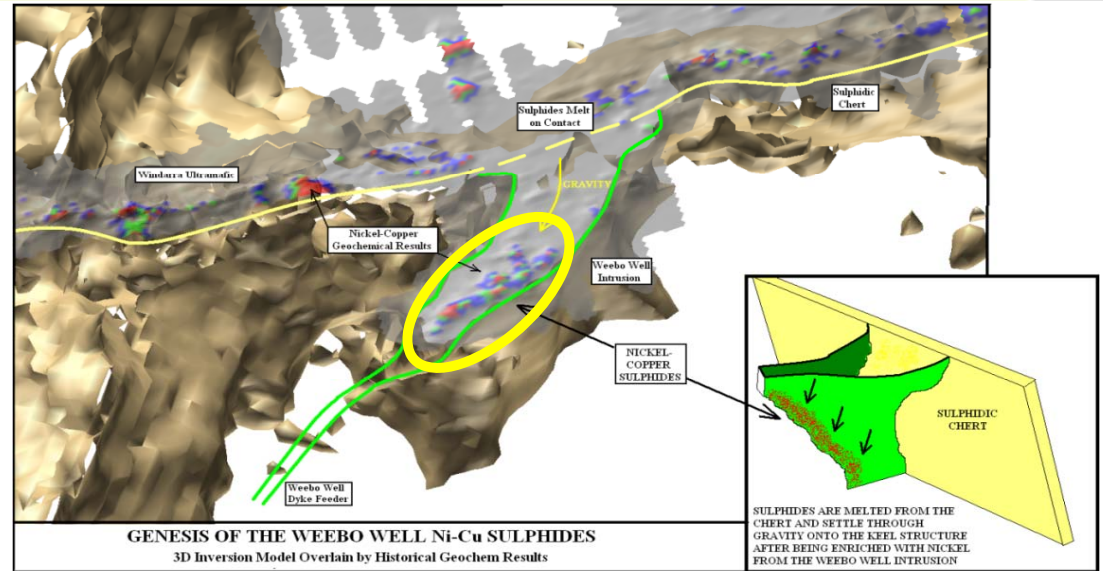 Sulphides Melt
on Contact
Sulphidic
Chert
Windarra Ultramafic
GRAVITY
Nickel-Copper
Geochemical Results
Weebo Well
Intrusion
NICKEL-
COPPER
SULPHIDES
Weebo Well
Dyke Feeder
SULPHIDIC
CHERT
SULPHIDES ARE MELTED FROM THE
CHERT AND SETTLE THROUGH
GRAVITY ONTO THE KEEL STRUCTURE
AFTER BEING ENRICHED WITH NICKEL
FROM THE WEEBO WELL INTRUSION
GENESIS OF THE WEEBO WELL Ni-Cu SULPHIDES
3D Inversion Model Overlain by Historical Geochem Results